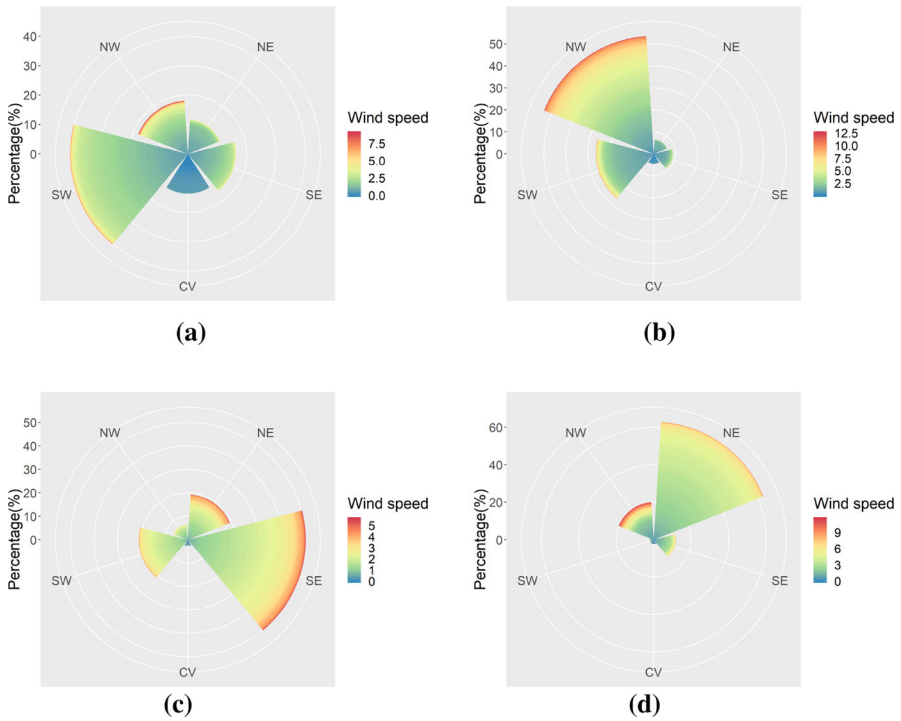 40
30
20
10
0
Percentage(%)
NW
NE
SW
SE
CV
Wind speed
7.5
5.0
2.5
0.0
(a)
50
40
30
20
10
0
Percentage(%)
NW
NE
SW
SE
CV
Wind speed
12.5
10.0
7.5
5.0
2.5
(b)
50
40
30
20
10
0
Percentage(%)
NW
NE
SW
SE
CV
Wind speed
5
4
3
2
1
0
(c)
60
40
20
0
Percentage(%)
NW
NE
SW
SE
CV
Wind speed
9
6
3
0
(d)